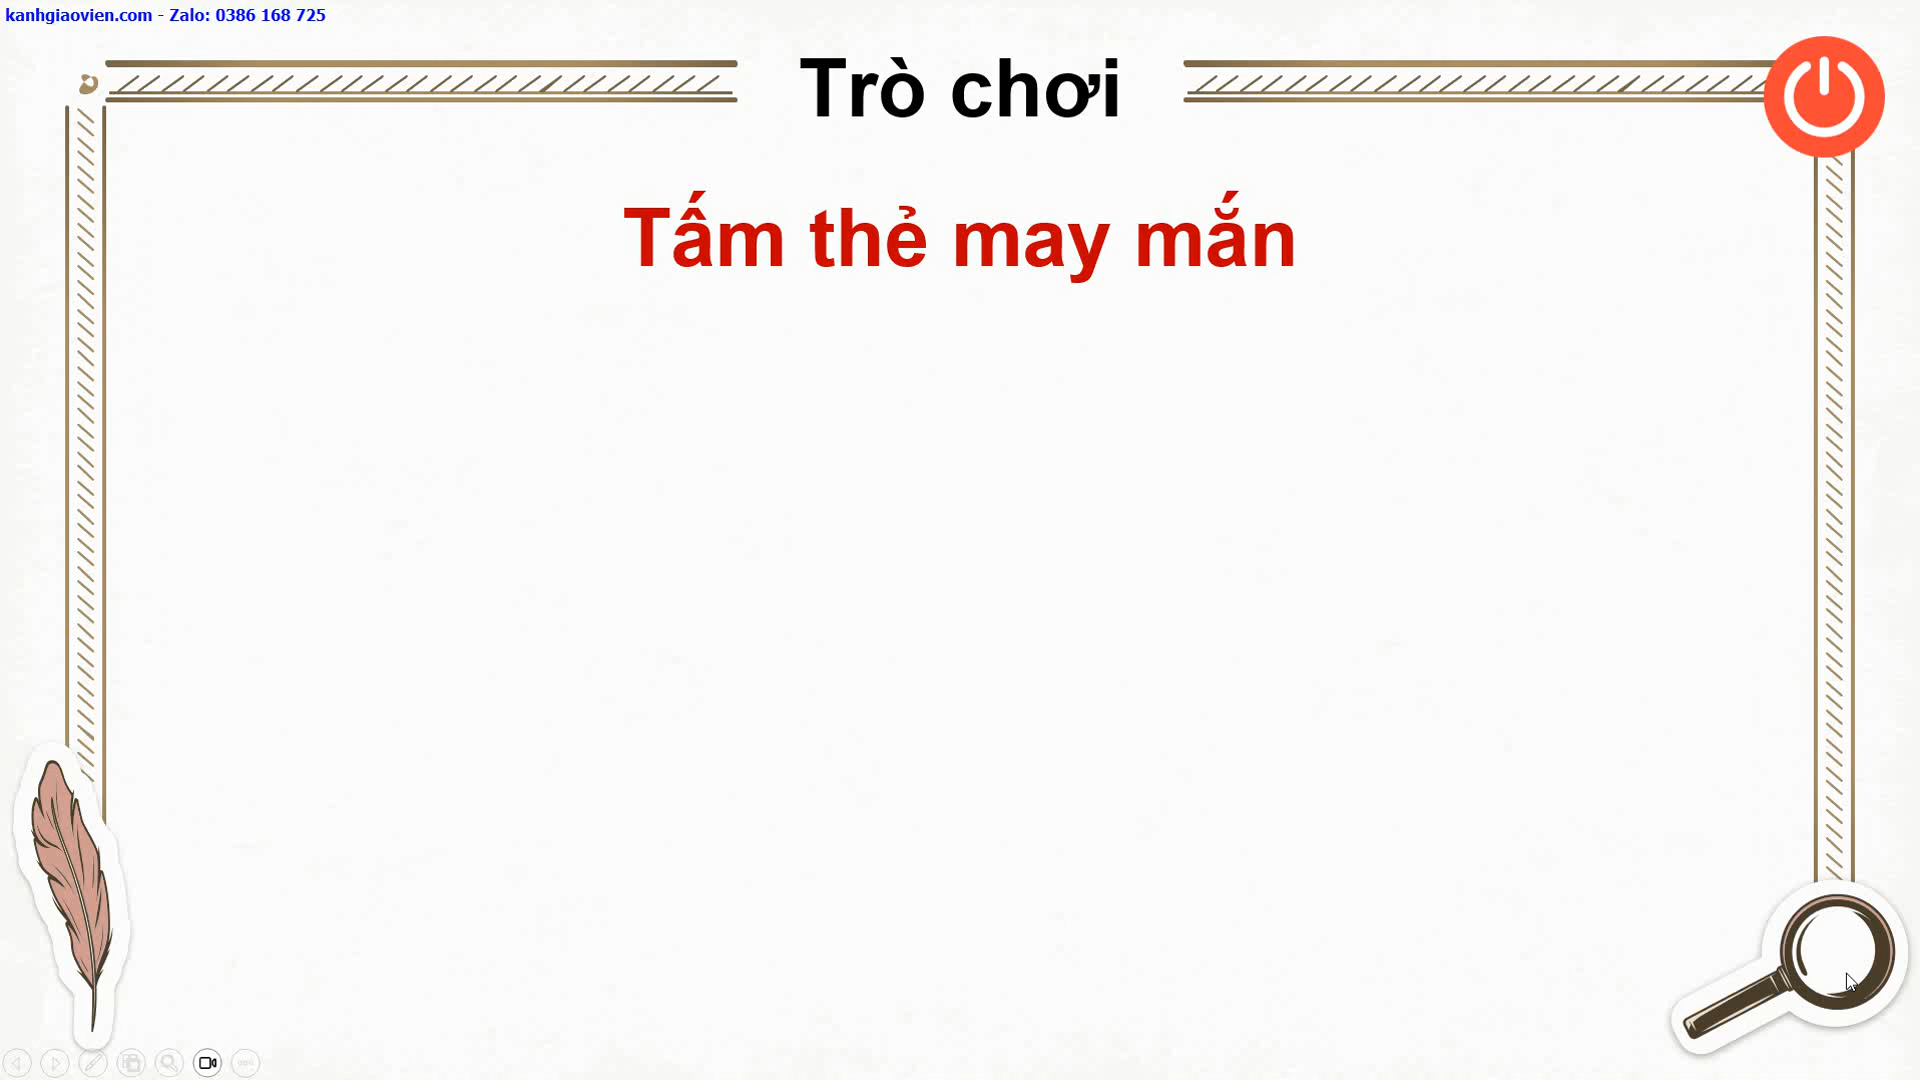 kanhgiaovien.com - Zalo: 0386 168 725
Trò chơi
Tấm thẻ may mắn